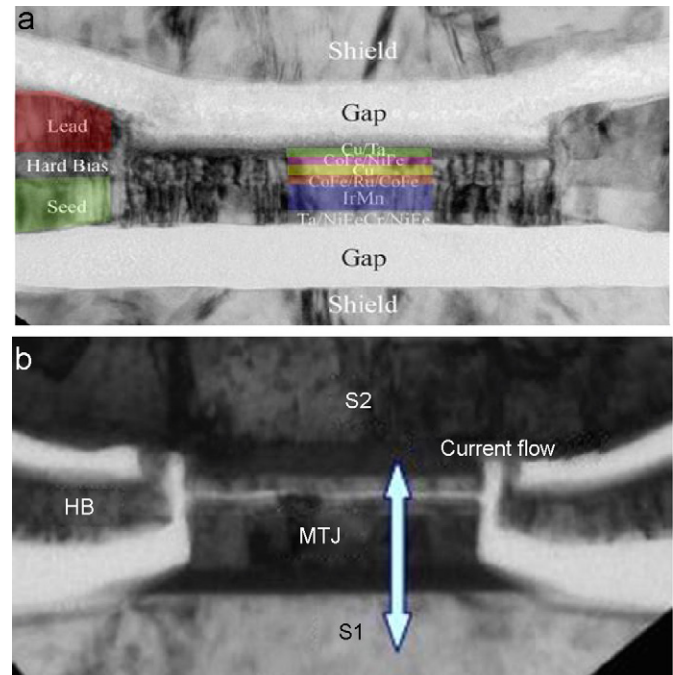 a
Shield
Gap
Lead
Cu/Ta
CoFe/NiFe
Hard Bias
Cu
CoFe/Ru/CoFe
IrMn
Seed
Ta/NiFeCr/NiFe
Gap
Shield
b
S2
Current flow
HB
MTJ
S1